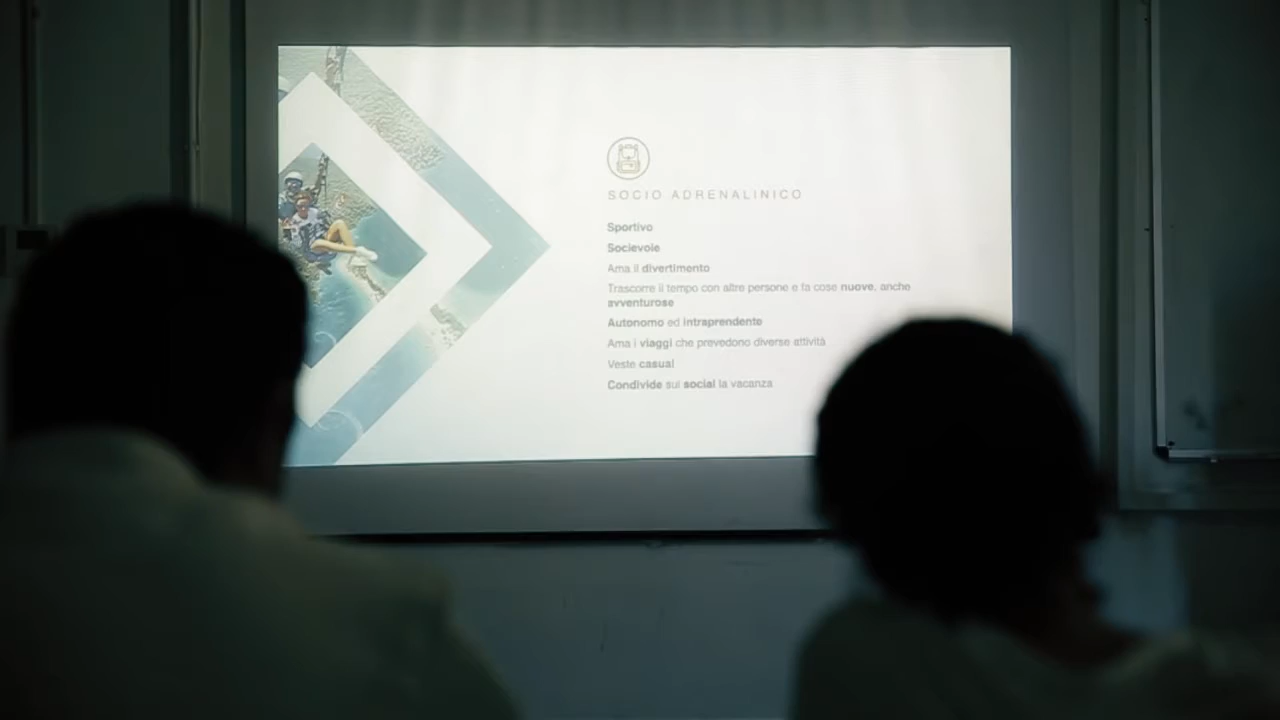 SOCIO ADRENALINICO
Sportivo
Socievole
Ama il divertimento
Trascorre il tempo con altre persone e fa cose nuove, anche
avventurose
Autonomo ed intraprendente
Ama i viaggi che prevedono diverse attività
Veste casual
Condivide sui social la vacanza